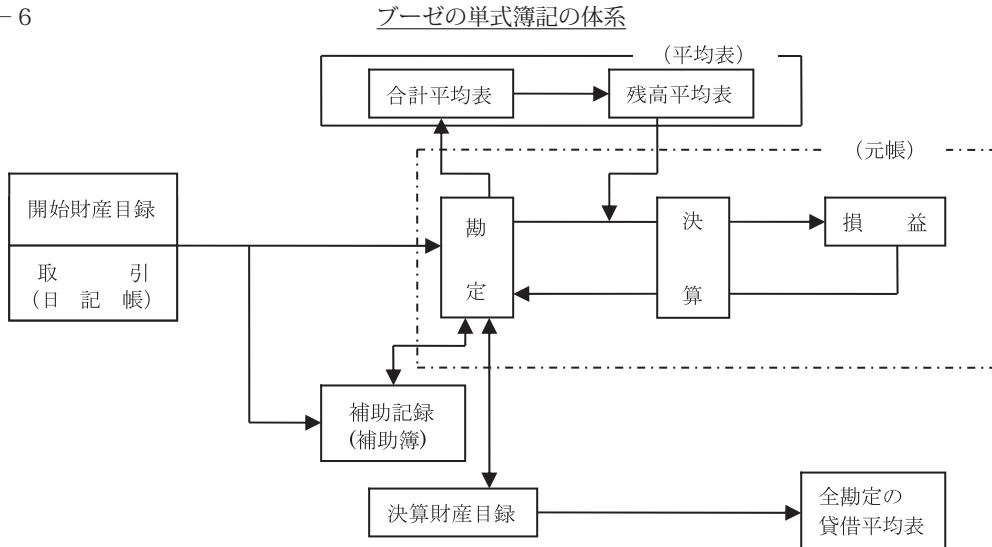 －６
ブーゼの単式簿記の体系
（平均表）
合計平均表
残高平均表
（元帳）
開始財産目録
取　　引
（日　記　帳）
勘
定
決
算
損　　益
補助記録
(補助簿)
決算財産目録
全勘定の
貸借平均表